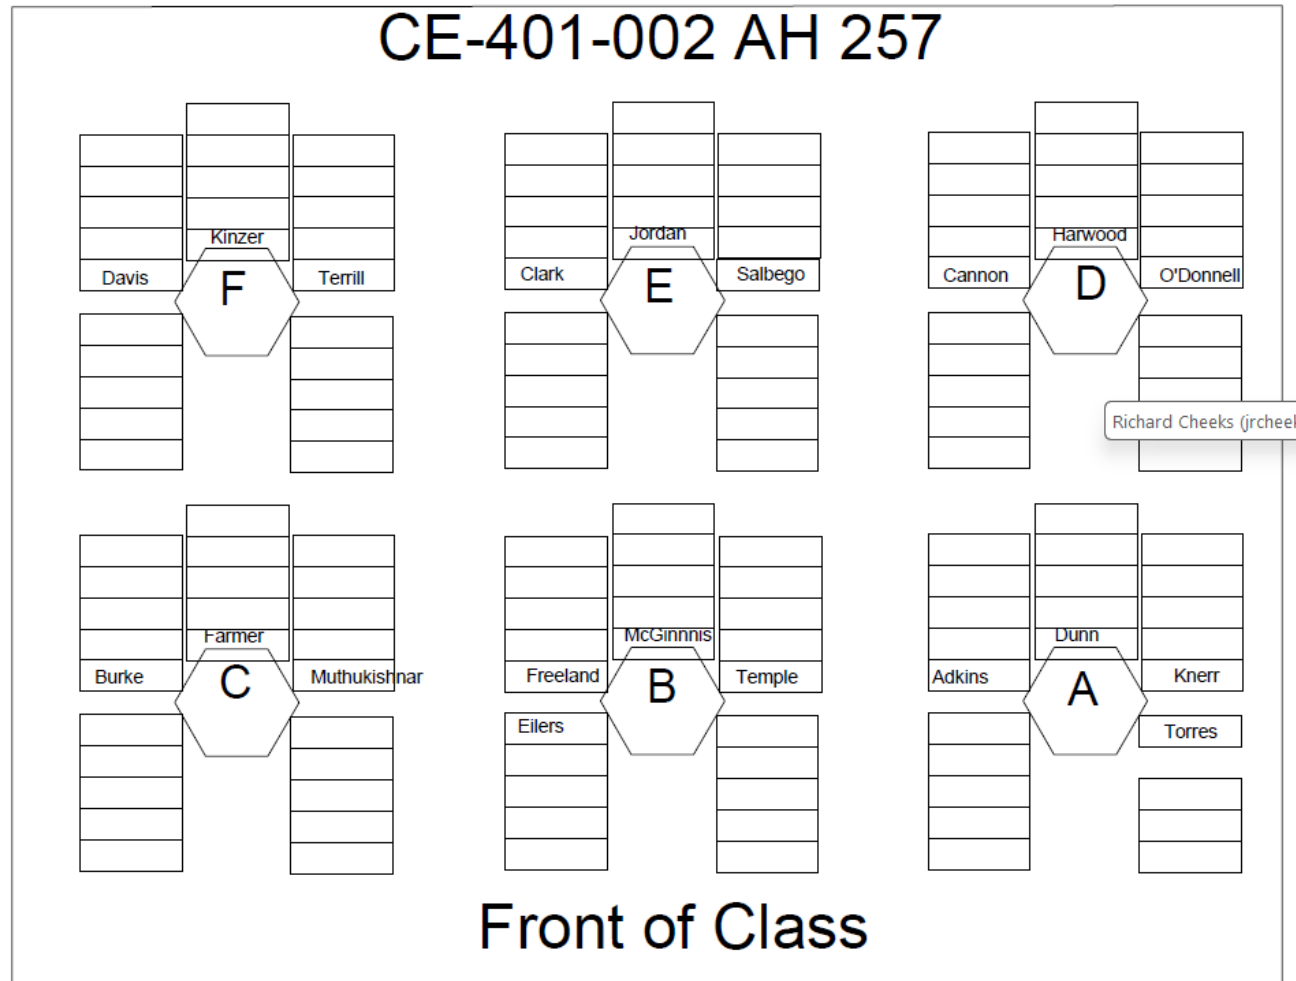 CE-401-002 AH 257
Kinzer
Jordan
Harwood
Davis
F
Terrill
Clark
E
Salbego
Cannon
D
O'Donnell
Richard Cheeks (jrcheek
Farmer
McGinnnis
Dunn
Burke
C
Muthukishnar
Freeland
B
Temple
Adkins
A
Knerr
Eilers
Torres
Front of Class